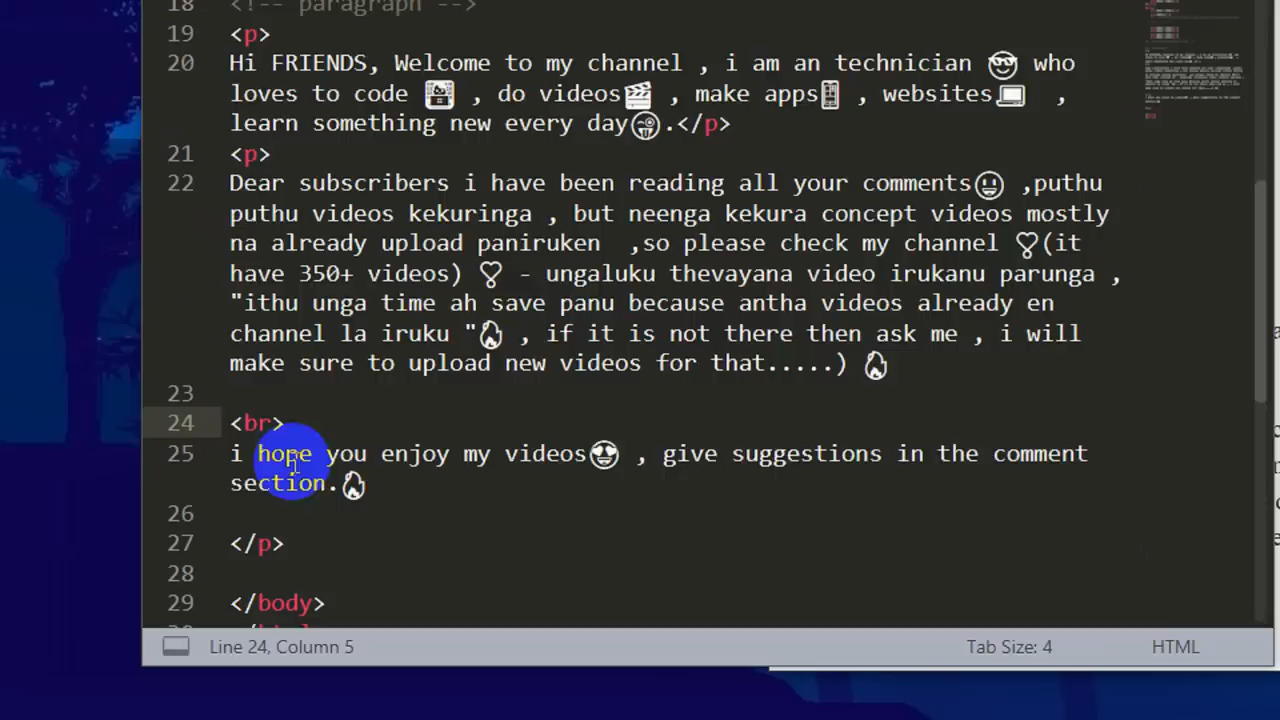 18 <!-- paragraph -->
19 <p>
20 Hi FRIENDS, Welcome to my channel , i am an technician 😎 who
loves to code 👩‍💻 , do videos🎬 , make apps📱 , websites💻 ,
learn something new every day😜.</p>
21 <p>
22 Dear subscribers i have been reading all your comments😃 ,puthu
puthu videos kekuringa , but neenga kekura concept videos mostly
na already upload paniruken ,so please check my channel ❣(it
have 350+ videos) ❣ - ungaluku thevayana video irukanu parunga ,
"ithu unga time ah save panu because antha videos already en
channel la iruku "🔥 , if it is not there then ask me , i will
make sure to upload new videos for that.....) 🔥
23
24 <br>
25 i hope you enjoy my videos😍 , give suggestions in the comment
section.🔥
26
27 </p>
28
29 </body>
Line 24, Column 5 Tab Size: 4 HTML